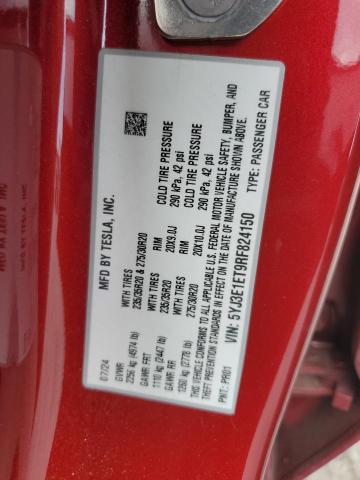 MFD BY TESLA, INC.
07/24
GVWR
2256 kg (4974 lb)
WITH TIRES
235/35R20 & 275/30R20
GAWR FRT
1110 kg (2447 lb)
WITH TIRES
235/35R20
RIM
20X9.0J
COLD TIRE PRESSURE
290 kPa, 42 psi
GAWR RR
1260 kg (2778 lb)
WITH TIRES
275/30R20
RIM
20X10.0J
COLD TIRE PRESSURE
290 kPa, 42 psi
THIS VEHICLE CONFORMS TO ALL APPLICABLE U.S. FEDERAL MOTOR VEHICLE SAFETY, BUMPER, AND
THEFT PREVENTION STANDARDS IN EFFECT ON THE DATE OF MANUFACTURE SHOWN ABOVE.
VIN: 5YJ3E1ET9RF824150
TYPE: PASSENGER CAR
PNT: PR01